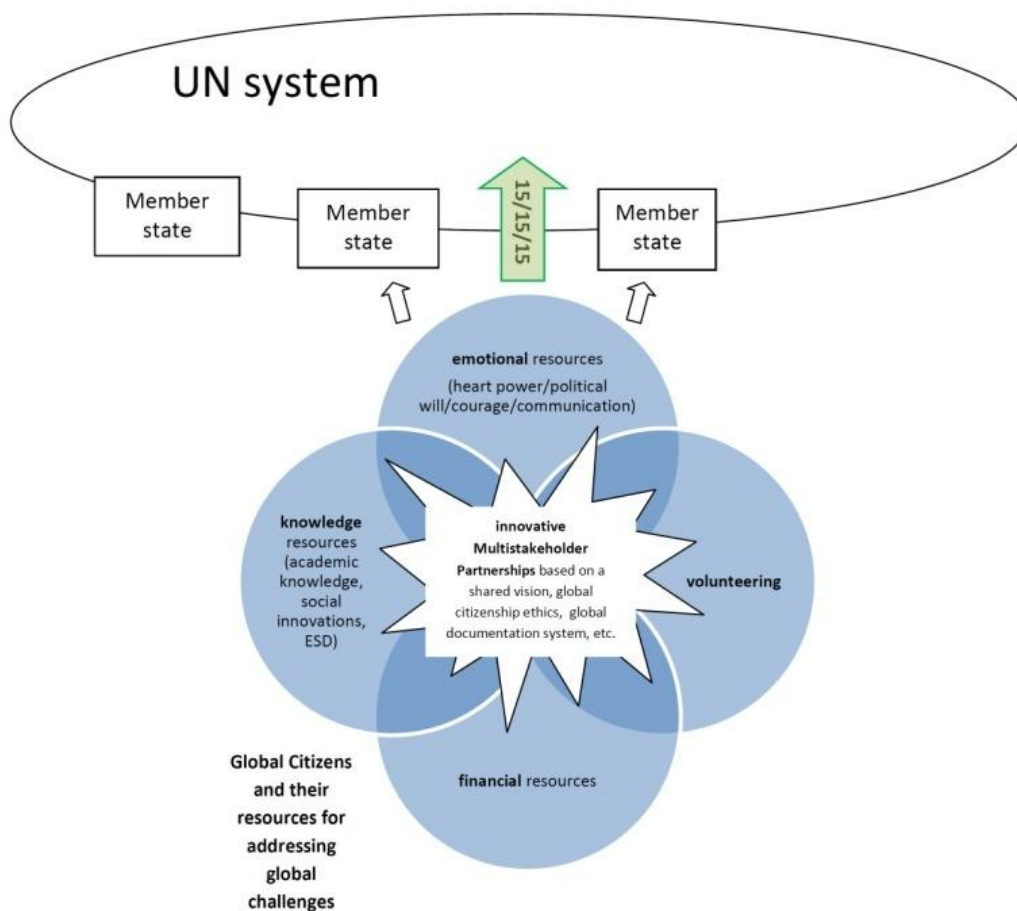 UN system
Member
state
Member
state
15/15/15
Member
state
emotional resources
(heart power/political
will/courage/communication)
knowledge
resources
(academic
knowledge,
social
innovations,
ESD)
innovative
Multistakeholder
Partnerships based on a
shared vision, global
citizenship ethics, global
documentation system, etc.
volunteering
financial resources
Global Citizens
and their
resources for
addressing
global
challenges